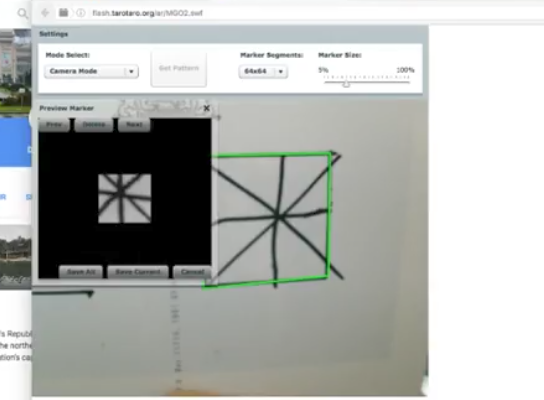 flash.tarotaro.org/ar/MGO2.swf
Settings
Mode Select:
Marker Segments:
Marker Size:
Camera Mode
Get Pattern
64x64
5%
100%
Preview Marker
Prev
Delete
Next
Save All
Save Current
Cancel
's Republ
he northe
ation's cap